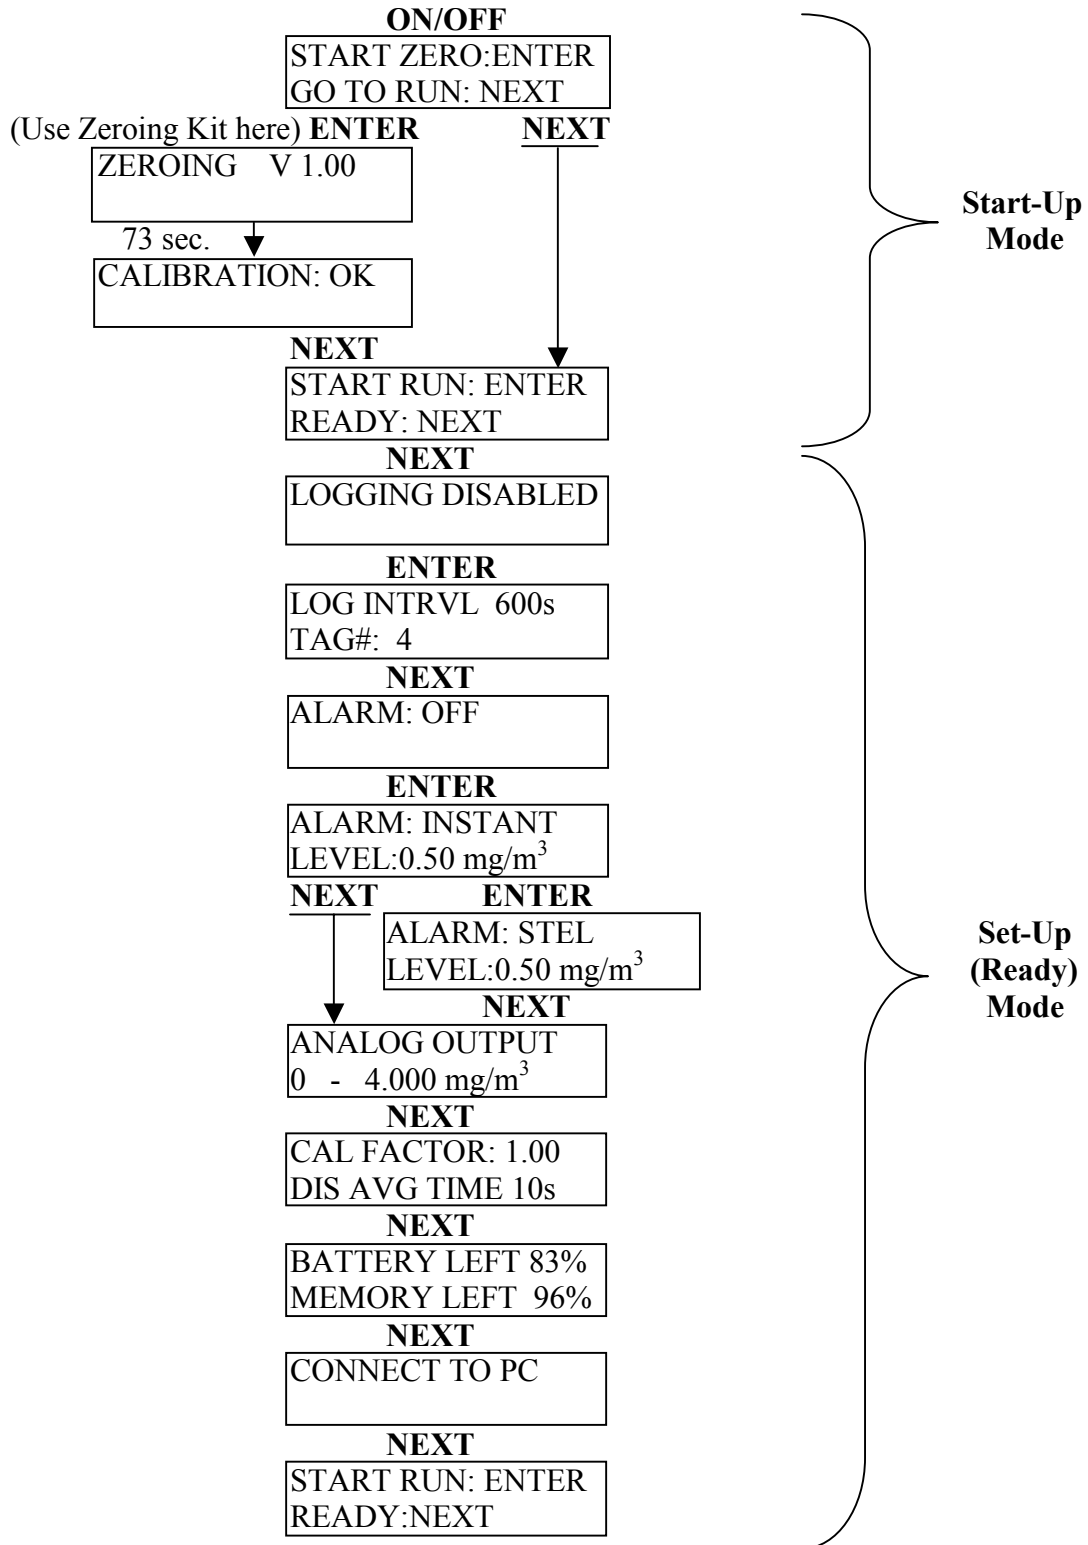 ON/OFF
START ZERO:ENTER
GO TO RUN: NEXT
(Use Zeroing Kit here) ENTER NEXT
ZEROING V 1.00
73 sec.
CALIBRATION: OK
NEXT
START RUN: ENTER
READY: NEXT
Start-Up
Mode
NEXT
LOGGING DISABLED
ENTER
LOG INTRVL 600s
TAG#: 4
NEXT
ALARM: OFF
ENTER
ALARM: INSTANT
LEVEL:0.50 mg/m³
NEXT ENTER
ALARM: STEL
LEVEL:0.50 mg/m³
NEXT
ANALOG OUTPUT
0 - 4.000 mg/m³
NEXT
CAL FACTOR: 1.00
DIS AVG TIME 10s
NEXT
BATTERY LEFT 83%
MEMORY LEFT 96%
NEXT
CONNECT TO PC
NEXT
START RUN: ENTER
READY:NEXT
Set-Up
(Ready)
Mode